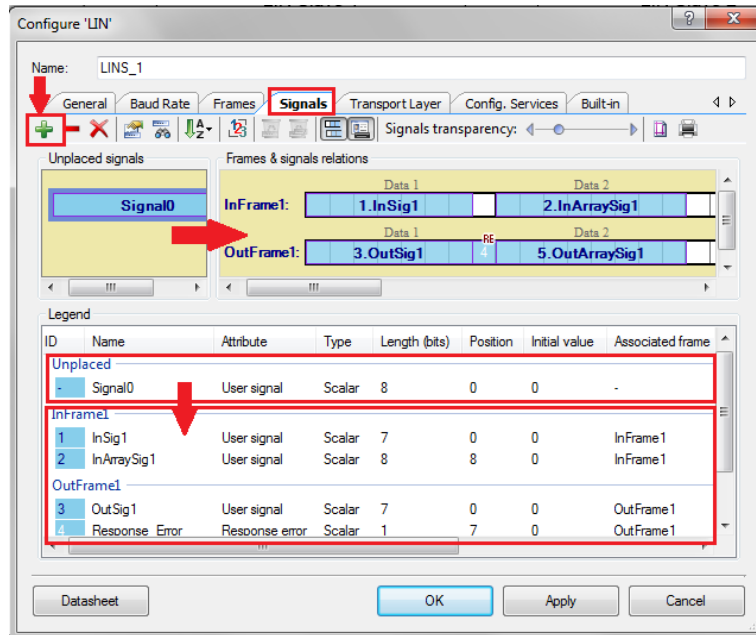 Configure 'LIN'
Name: LINS_1
General Baud Rate Frames Signals Transport Layer Config. Services Built-in
Signals transparency:
Unplaced signals Frames & signals relations
Data 1 Data 2
Signal0 InFrame1: 1.InSig1 2.InArraySig1
Data 1 RE Data 2
OutFrame1: 3.OutSig1 4 5.OutArraySig1
Legend
ID Name Attribute Type Length (bits) Position Initial value Associated frame
Unplaced
- Signal0 User signal Scalar 8 0 0 -
InFrame1
1 InSig1 User signal Scalar 7 0 0 InFrame1
2 InArraySig1 User signal Scalar 8 8 0 InFrame1
OutFrame1
3 OutSig1 User signal Scalar 7 0 0 OutFrame1
4 Response_Error Response error Scalar 1 7 0 OutFrame1
Datasheet OK Apply Cancel